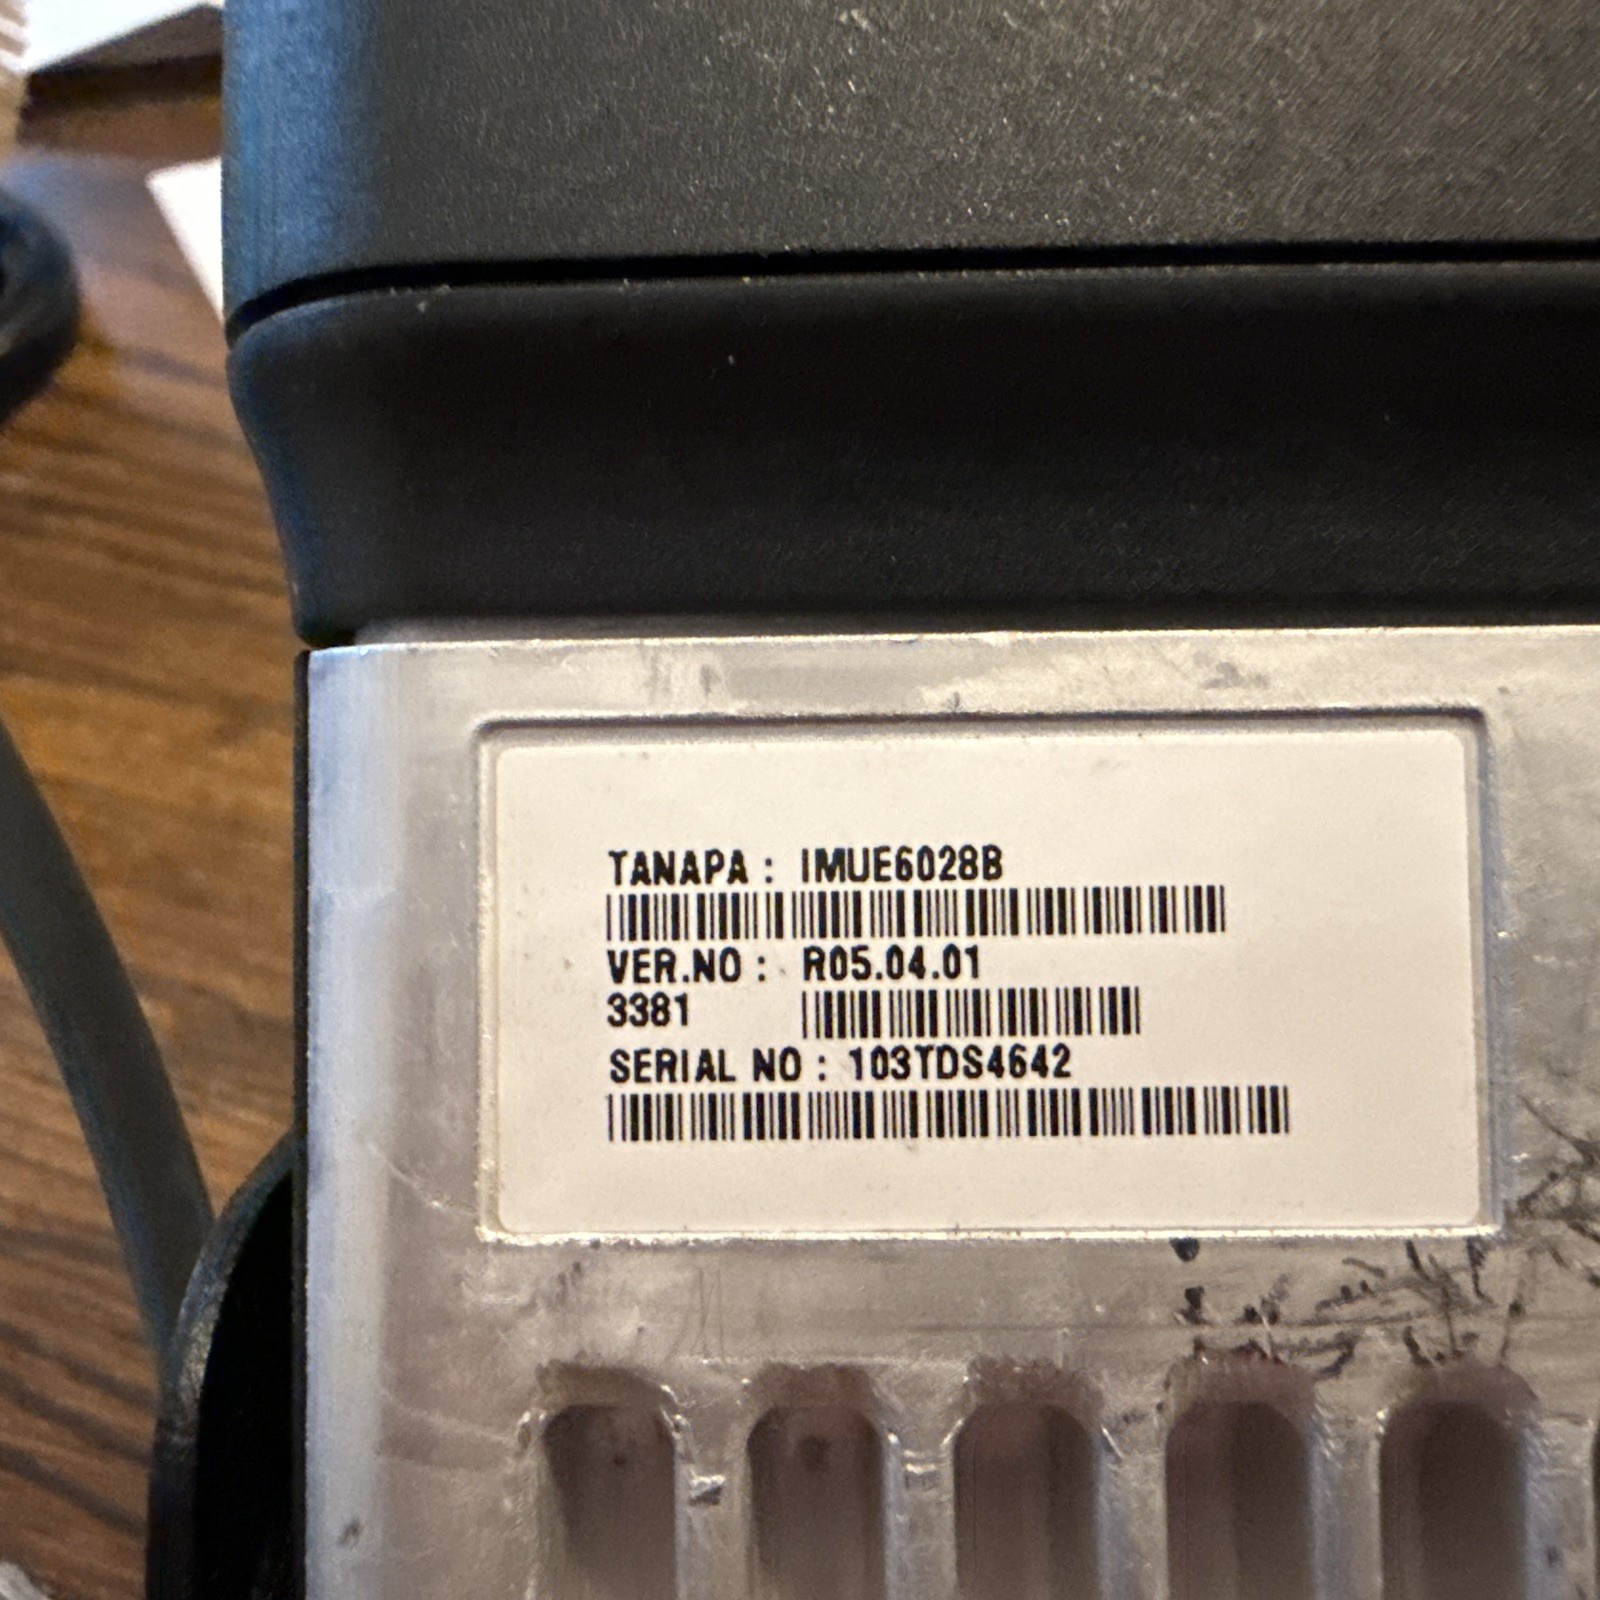 TANAPA : IMUE6028B
VER.NO : R05.04.01
3381
SERIAL NO : 103TDS4642